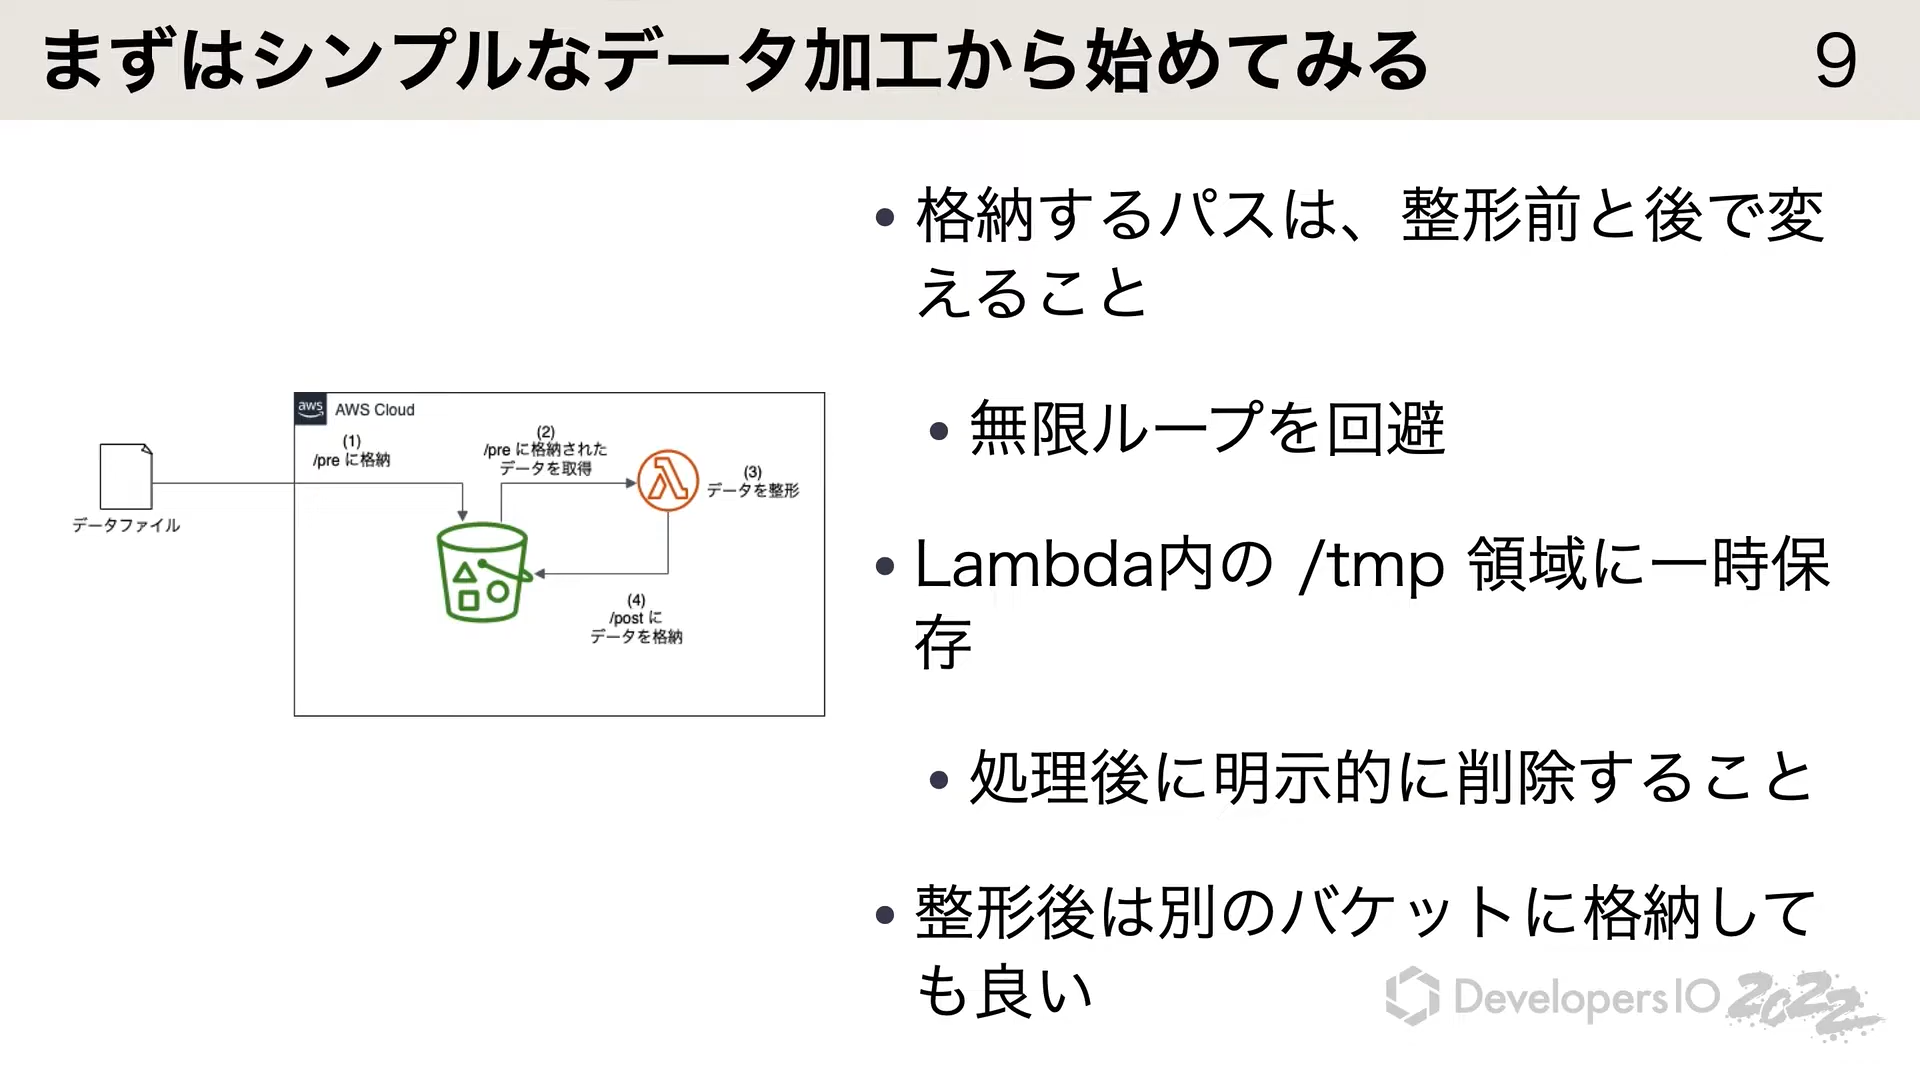 まずはシンプルなデータ加工から始めてみる
9
aws
AWS Cloud
(1)
/pre に格納
(2)
/pre に格納された
データを取得
(3)
データを整形
データファイル
(4)
/post に
データを格納
• 格納するパスは、整形前と後で変
えること
• 無限ループを回避
• Lambda内の /tmp 領域に一時保
存
• 処理後に明示的に削除すること
• 整形後は別のバケットに格納して
も良い
DevelopersIO 2022